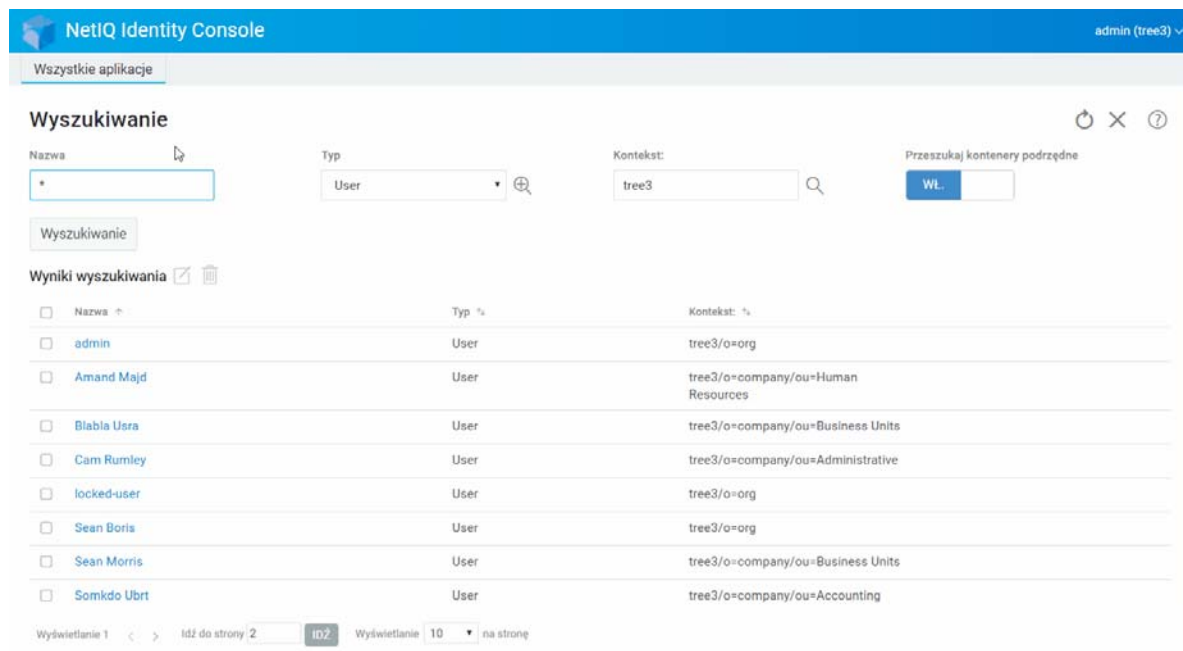 NetIQ Identity Console
admin (tree3)
Wszystkie aplikacje
Wyszukiwanie
Nazwa
Typ
Kontekst:
Przeszukaj kontenery podrzędne
*
User
tree3
WŁ.
Wyszukiwanie
Wyniki wyszukiwania
Nazwa Typ Kontekst:
admin User tree3/o=org
Amand Majd User tree3/o=company/ou=Human
Resources
Blabla Usra User tree3/o=company/ou=Business Units
Cam Rumley User tree3/o=company/ou=Administrative
locked-user User tree3/o=org
Sean Boris User tree3/o=org
Sean Morris User tree3/o=company/ou=Business Units
Somkdo Ubrt User tree3/o=company/ou=Accounting
Wyświetlanie 1 Idź do strony 2 IDŹ Wyświetlanie 10 na stronę